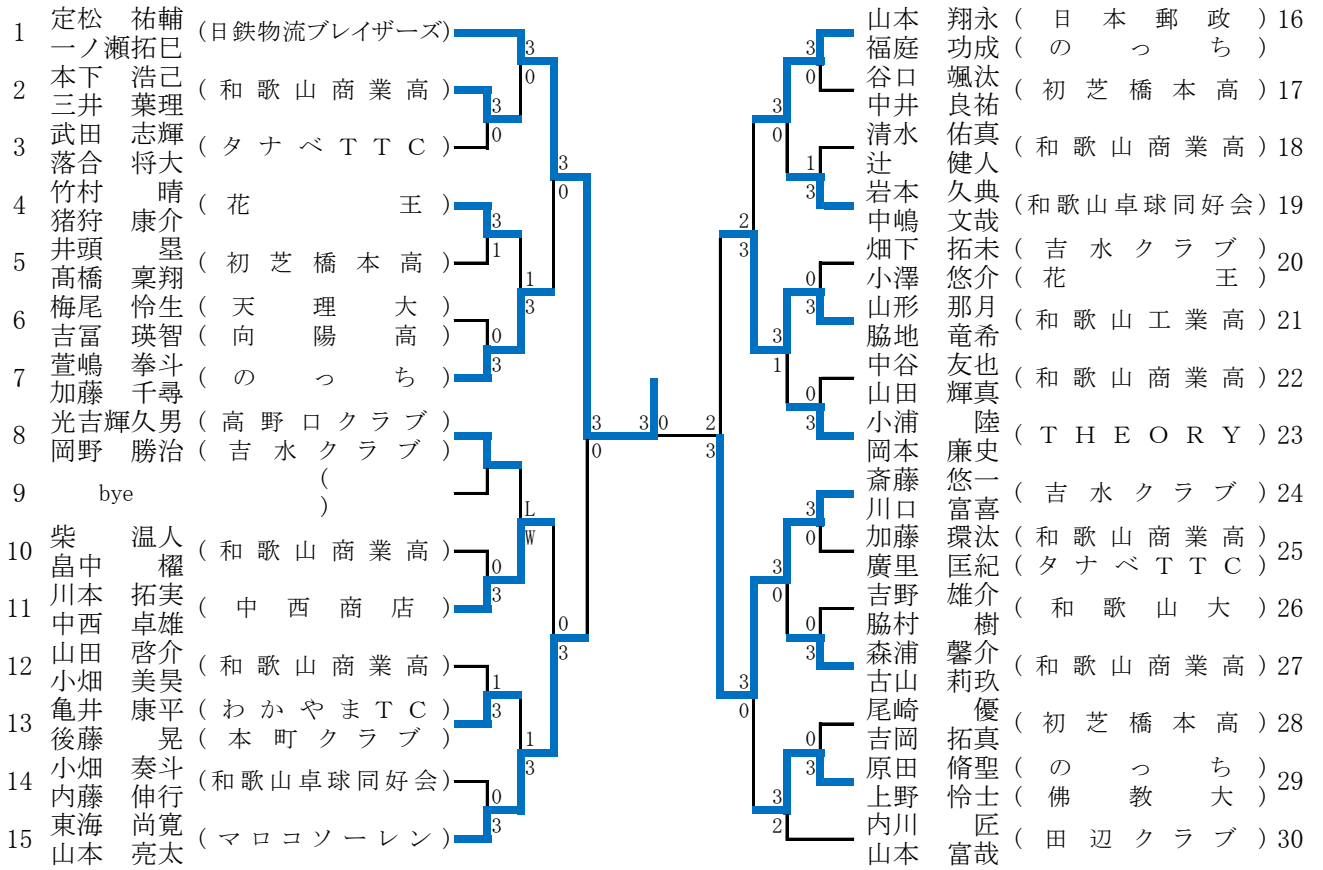 1 定松 祐輔 (日鉄物流ブレイザーズ)
一ノ瀬拓巳
3
0
2 本下 浩己 (和歌山商業高)
三井 葉理
3
0
3 武田 志輝 (タナベTTC)
落合 将大
3
0
4 竹村 晴 (花王)
猪狩 康介
3
1
5 井頭 塁 (初芝橋本高)
髙橋 稟翔
1
3
6 梅尾 怜生 (天理大)
吉冨 瑛智 (向陽高)
0
3
7 萱嶋 拳斗 (のっち)
加藤 千尋
8 光吉輝久男 (高野口クラブ)
岡野 勝治 (吉水クラブ)
3
0
9 bye (
)
L
W
10 柴 温人 (和歌山商業高)
畠中 櫂
0
3
11 川本 拓実 (中西商店)
中西 卓雄
0
3
12 山田 啓介 (和歌山商業高)
小畑 美昊
1
3
13 亀井 康平 (わかやまTC)
後藤 晃 (本町クラブ)
1
3
14 小畑 奏斗 (和歌山卓球同好会)
内藤 伸行
0
3
15 東海 尚寛 (マロコソーレン)
山本 亮太
3 0
山本 翔永 (日本郵政) 16
福庭 功成 (のっち)
3
0
谷口 颯汰 (初芝橋本高) 17
中井 良祐
3
0
清水 佑真 (和歌山商業高) 18
辻 健人
1
3
岩本 久典 (和歌山卓球同好会) 19
中嶋 文哉
2
3
畑下 拓未 (吉水クラブ) 20
小澤 悠介 (花王)
0
3
山形 那月 (和歌山工業高) 21
脇地 竜希
3
1
中谷 友也 (和歌山商業高) 22
山田 輝真
0
3
小浦 陸 (THEORY) 23
岡本 廉史
2
3
斎藤 悠一 (吉水クラブ) 24
川口 富喜
3
0
加藤 環汰 (和歌山商業高) 25
廣里 匡紀 (タナベTTC)
3
0
吉野 雄介 (和歌山大) 26
脇村 樹
0
3
森浦 馨介 (和歌山商業高) 27
古山 莉玖
3
0
尾崎 優 (初芝橋本高) 28
吉岡 拓真
0
3
原田 脩聖 (のっち) 29
上野 怜士 (佛教大)
3
2
内川 匠 (田辺クラブ) 30
山本 富哉